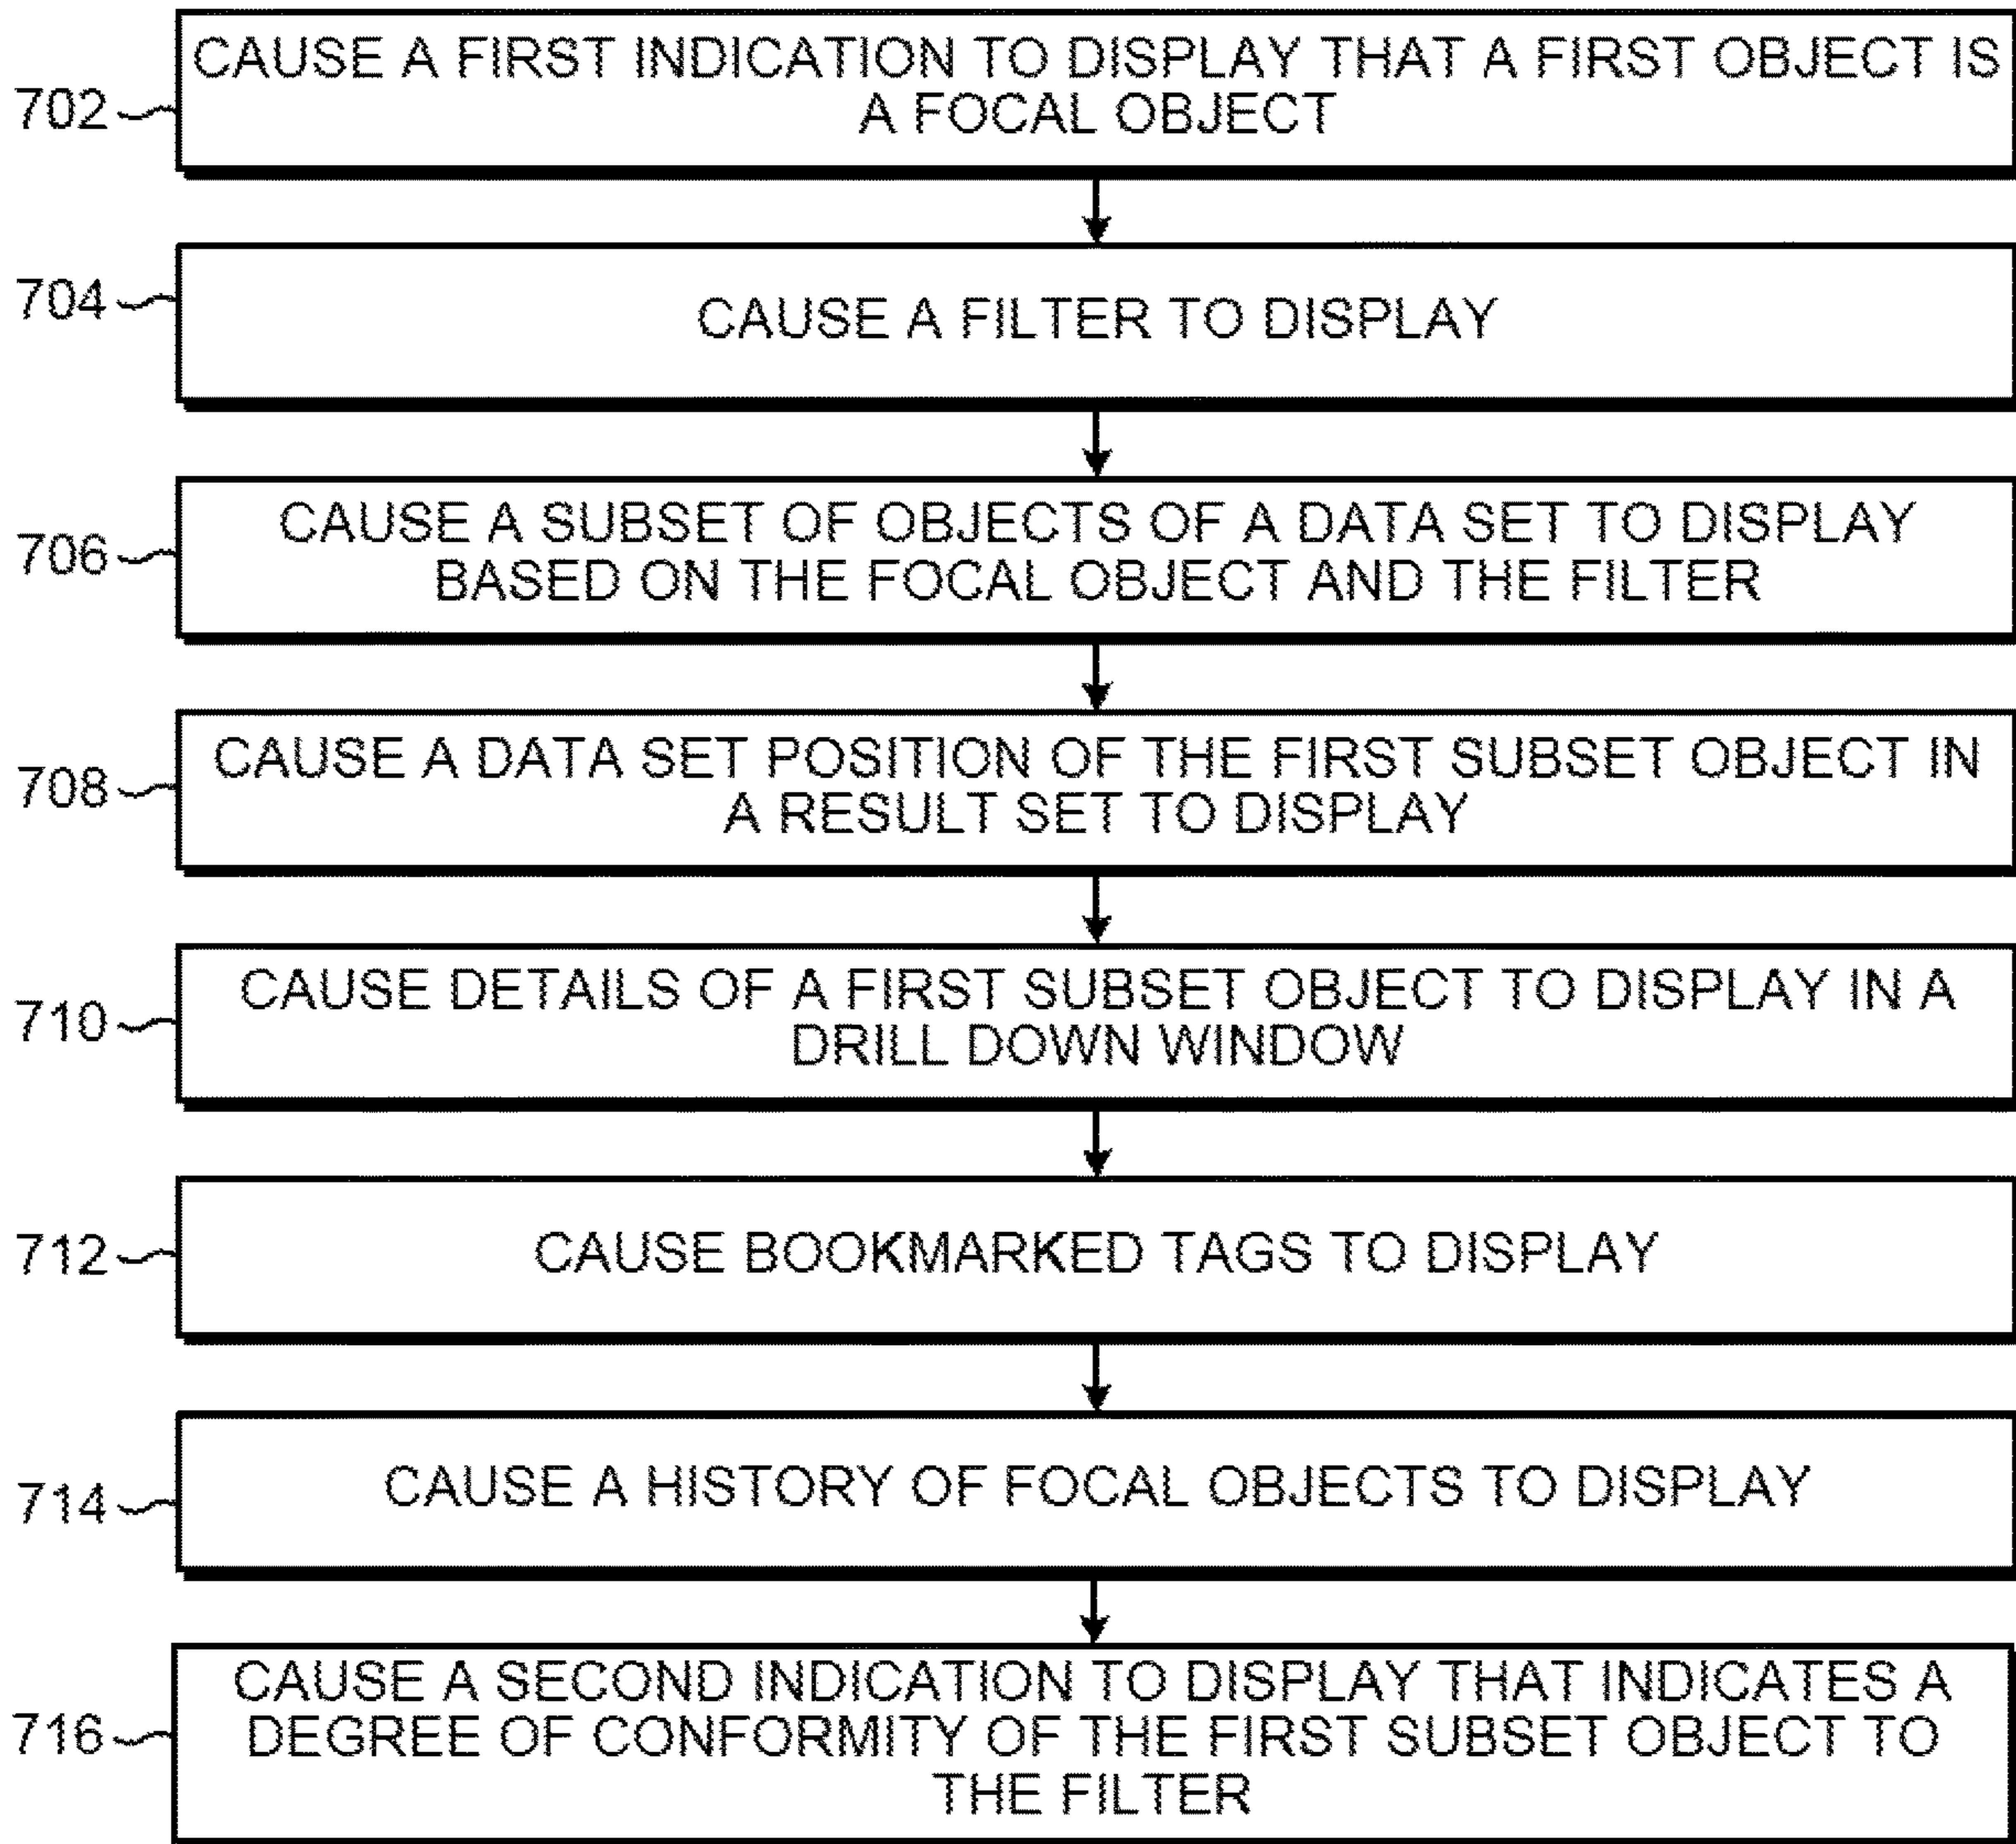 CAUSE A FIRST INDICATION TO DISPLAY THAT A FIRST OBJECT IS
A FOCAL OBJECT
702
704
CAUSE A FILTER TO DISPLAY
CAUSE A SUBSET OF OBJECTS OF A DATA SET TO DISPLAY
BASED ON THE FOCAL OBJECT AND THE FILTER
706
CAUSE A DATA SET POSITION OF THE FIRST SUBSET OBJECT IN
A RESULT SET TO DISPLAY
708
CAUSE DETAILS OF A FIRST SUBSET OBJECT TO DISPLAY IN A
DRILL DOWN WINDOW
710
712
CAUSE BOOKMARKED TAGS TO DISPLAY
714
CAUSE A HISTORY OF FOCAL OBJECTS TO DISPLAY
CAUSE A SECOND INDICATION TO DISPLAY THAT INDICATES A
DEGREE OF CONFORMITY OF THE FIRST SUBSET OBJECT TO
THE FILTER
716